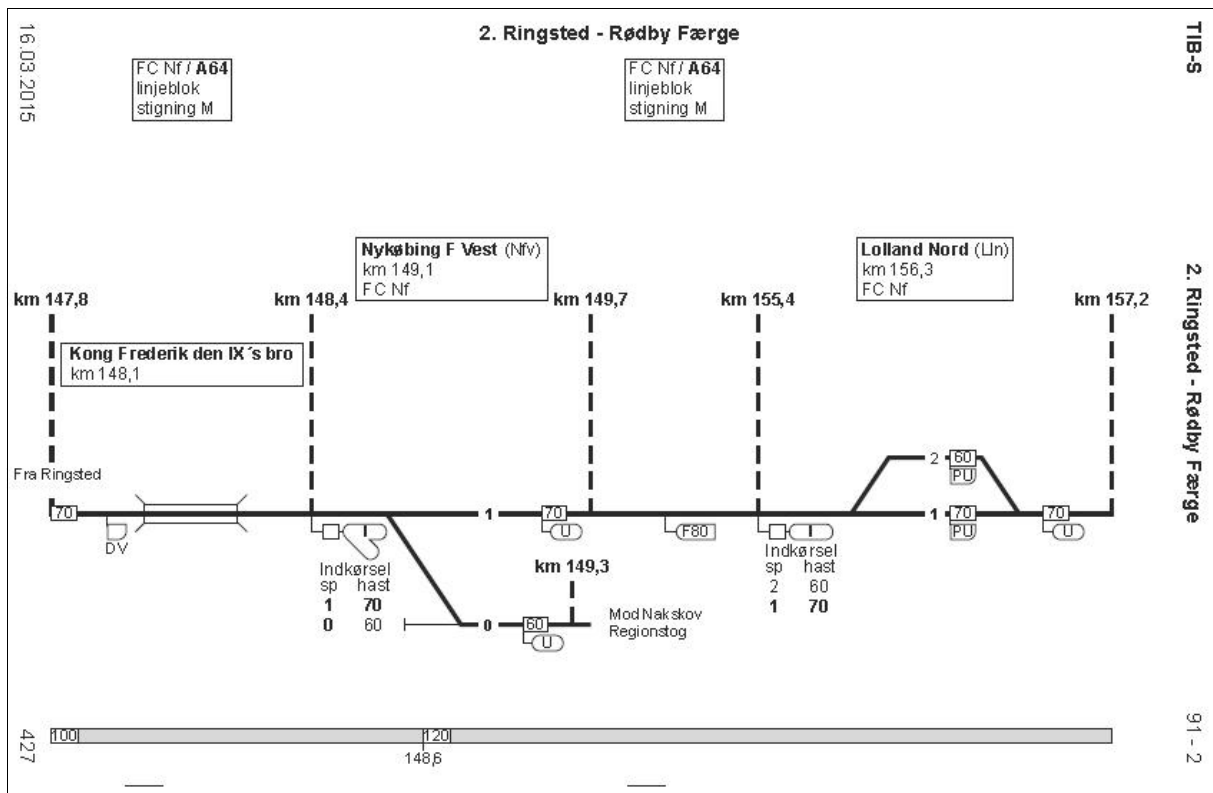 2. Ringsted - Rødby Færge
16.03.2015
TIB-S
FC Nf / A64
linjeblok
stigning M
FC Nf / A64
linjeblok
stigning M
Nykøbing F Vest (Nfv)
km 149,1
FC Nf
Lolland Nord (Lln)
km 156,3
FC Nf
2. Ringsted - Rødby Færge
km 147,8
km 148,4
km 149,7
km 155,4
km 157,2
Kong Frederik den IX´s bro
km 148,1
Fra Ringsted
2 60
PU
70
DV
I
1
70
U
F80
I
1
70
PU
70
U
Indkørsel
sp hast
1 70
0 60
km 149,3
0
60
U
Mod Nakskov
Regionstog
Indkørsel
sp hast
2 60
1 70
100
120
148,6
427
91 - 2